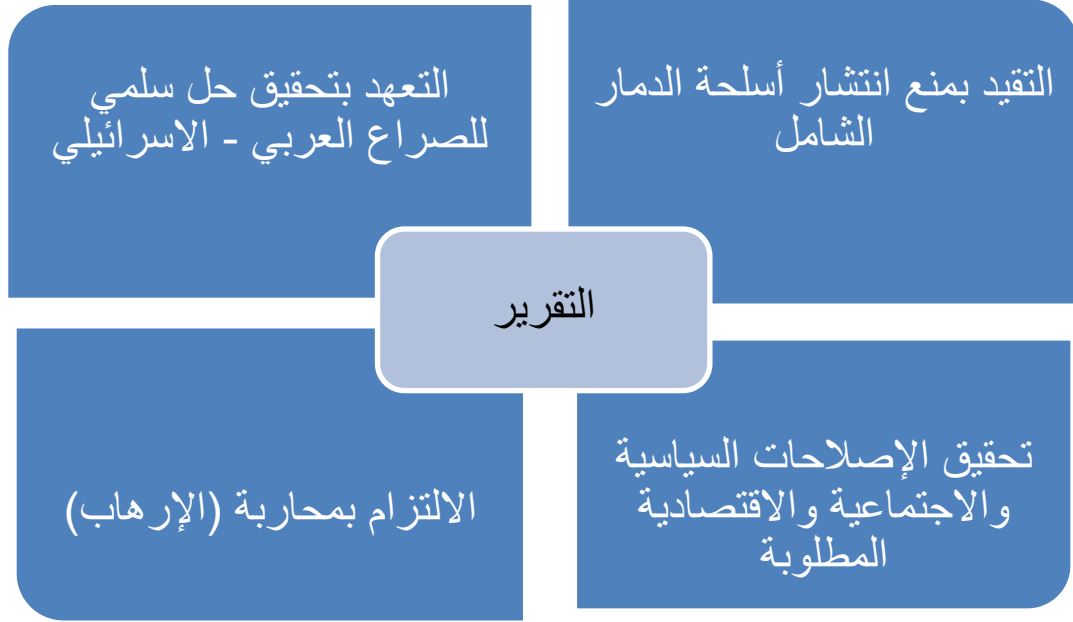 التقيد بمنع انتشار أسلحة الدمار
الشامل
التعهد بتحقيق حل سلمي
للصراع العربي - الاسرائيلي
التقرير
تحقيق الإصلاحات السياسية
والاجتماعية والاقتصادية
المطلوبة
الالتزام بمحاربة (الإرهاب)